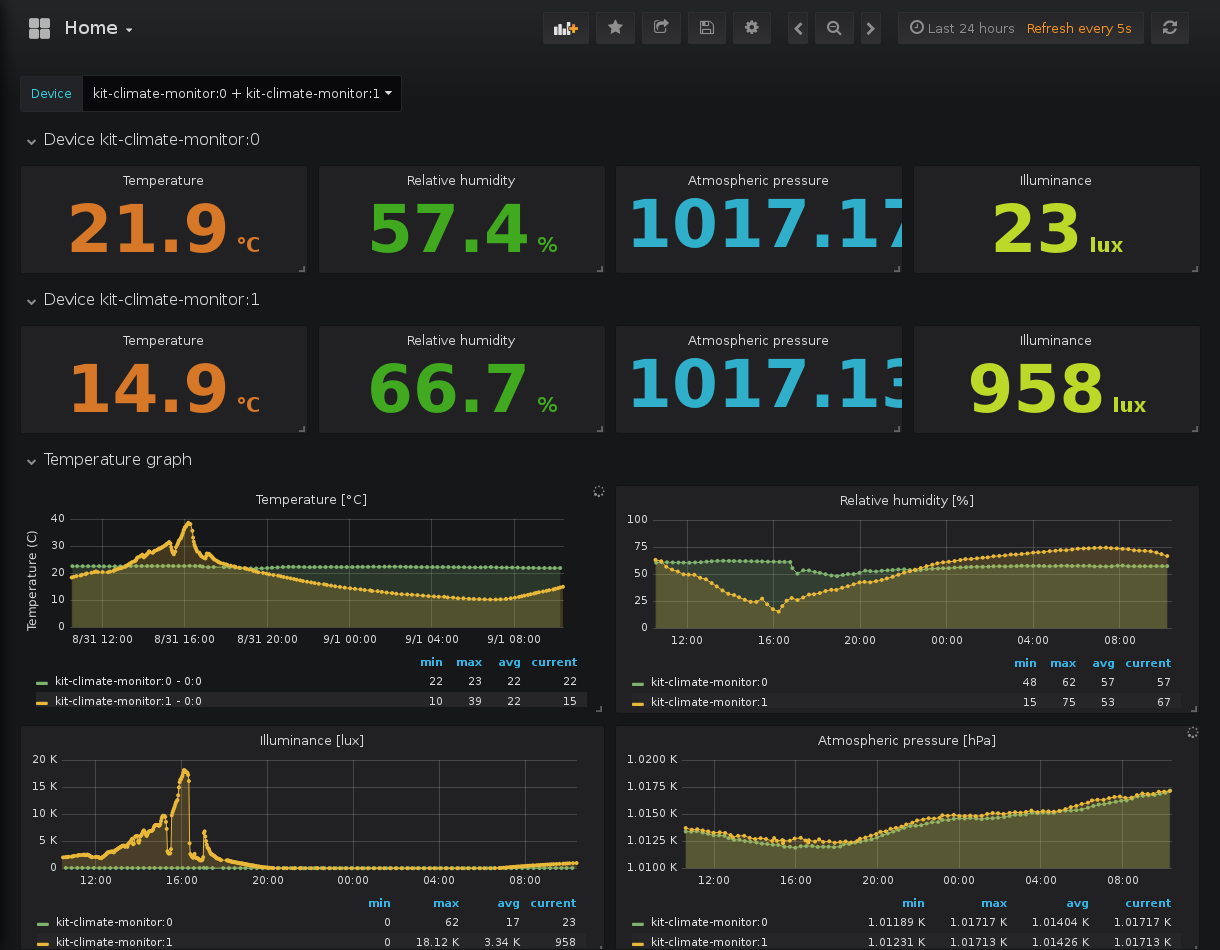 Home
Last 24 hours Refresh every 5s
Device kit-climate-monitor:0 + kit-climate-monitor:1
Device kit-climate-monitor:0
Temperature Relative humidity Atmospheric pressure Illuminance
21.9 °C 57.4 % 1017.17 23 lux
Device kit-climate-monitor:1
Temperature Relative humidity Atmospheric pressure Illuminance
14.9 °C 66.7 % 1017.13 958 lux
Temperature graph
Temperature [°C]
Temperature (C)
40
30
20
10
0
8/31 12:00 8/31 16:00 8/31 20:00 9/1 00:00 9/1 04:00 9/1 08:00
min max avg current
kit-climate-monitor:0 - 0:0 22 23 22 22
kit-climate-monitor:1 - 0:0 10 39 22 15
Relative humidity [%]
100
75
50
25
0
12:00 16:00 20:00 00:00 04:00 08:00
min max avg current
kit-climate-monitor:0 48 62 57 57
kit-climate-monitor:1 15 75 53 67
Illuminance [lux]
20 K
15 K
10 K
5 K
0
12:00 16:00 20:00 00:00 04:00 08:00
min max avg current
kit-climate-monitor:0 0 62 17 23
kit-climate-monitor:1 0 18.12 K 3.34 K 958
Atmospheric pressure [hPa]
1.0200 K
1.0175 K
1.0150 K
1.0125 K
1.0100 K
12:00 16:00 20:00 00:00 04:00 08:00
min max avg current
kit-climate-monitor:0 1.01189 K 1.01717 K 1.01404 K 1.01717 K
kit-climate-monitor:1 1.01231 K 1.01713 K 1.01426 K 1.01713 K